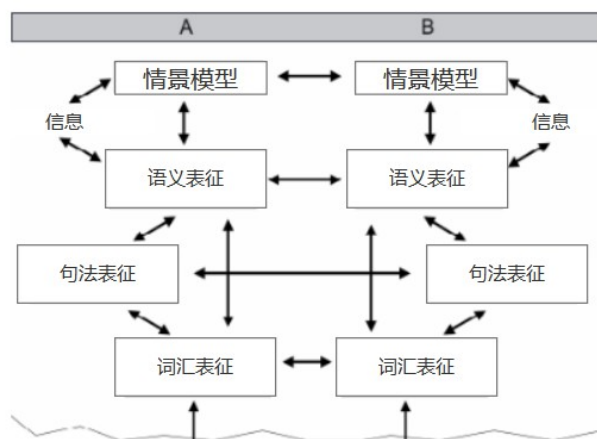 A B
情景模型 情景模型
信息 信息
语义表征 语义表征
句法表征 句法表征
词汇表征 词汇表征